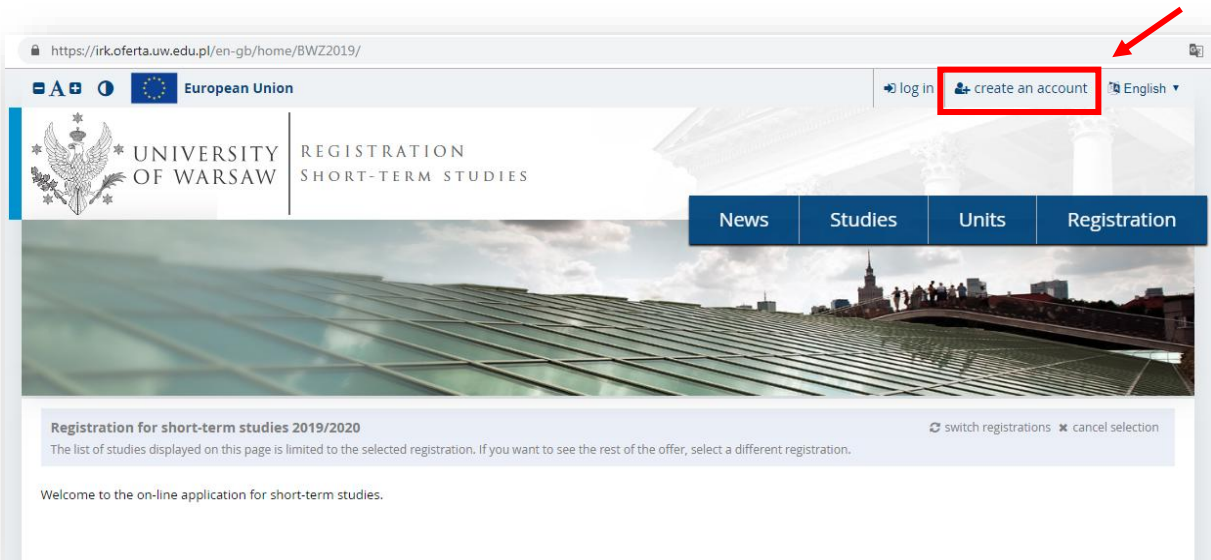 https://irk.oferta.uw.edu.pl/en-gb/home/BWZ2019/
A European Union log in create an account English
UNIVERSITY OF WARSAW
REGISTRATION
SHORT-TERM STUDIES
News Studies Units Registration
Registration for short-term studies 2019/2020 switch registrations cancel selection
The list of studies displayed on this page is limited to the selected registration. If you want to see the rest of the offer, select a different registration.
Welcome to the on-line application for short-term studies.